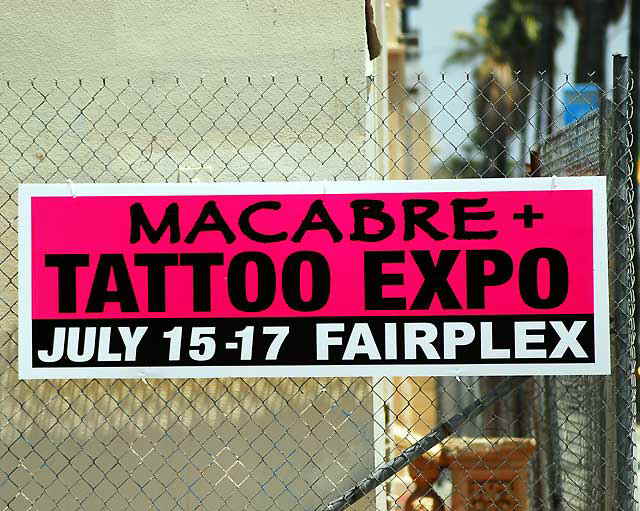 MACABRE +
TATTOO EXPO
JULY 15-17 FAIRPLEX